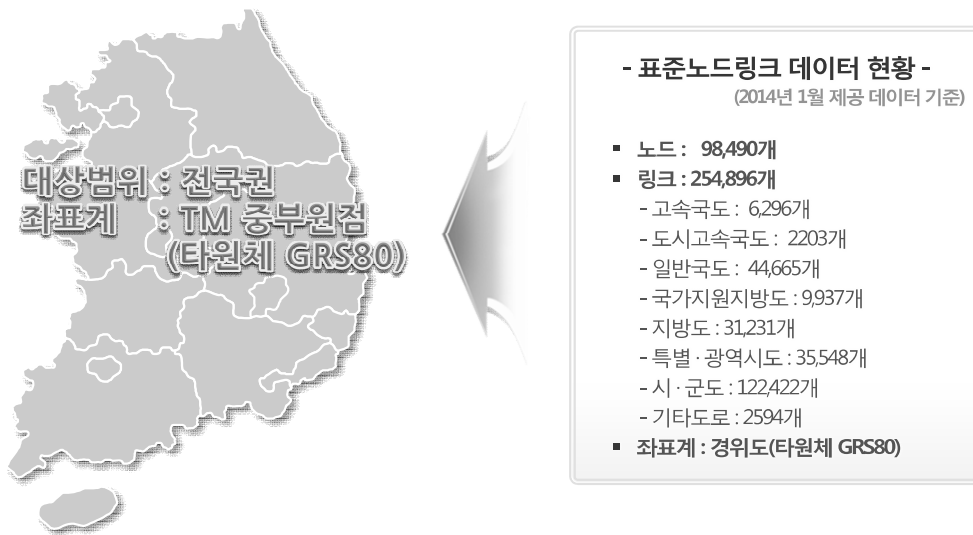 대상범위 : 전국권
좌표계 : TM 중부원점
(타원체 GRS80)
- 표준노드링크 데이터 현황 -
(2014년 1월 제공 데이터 기준)
▪ 노드 : 98,490개
▪ 링크 : 254,896개
- 고속국도 : 6,296개
- 도시고속국도 : 2203개
- 일반국도 : 44,665개
- 국가지원지방도 : 9,937개
- 지방도 : 31,231개
- 특별 · 광역시도 : 35,548개
- 시 · 군도 : 122,422개
- 기타도로 : 2594개
▪ 좌표계 : 경위도(타원체 GRS80)